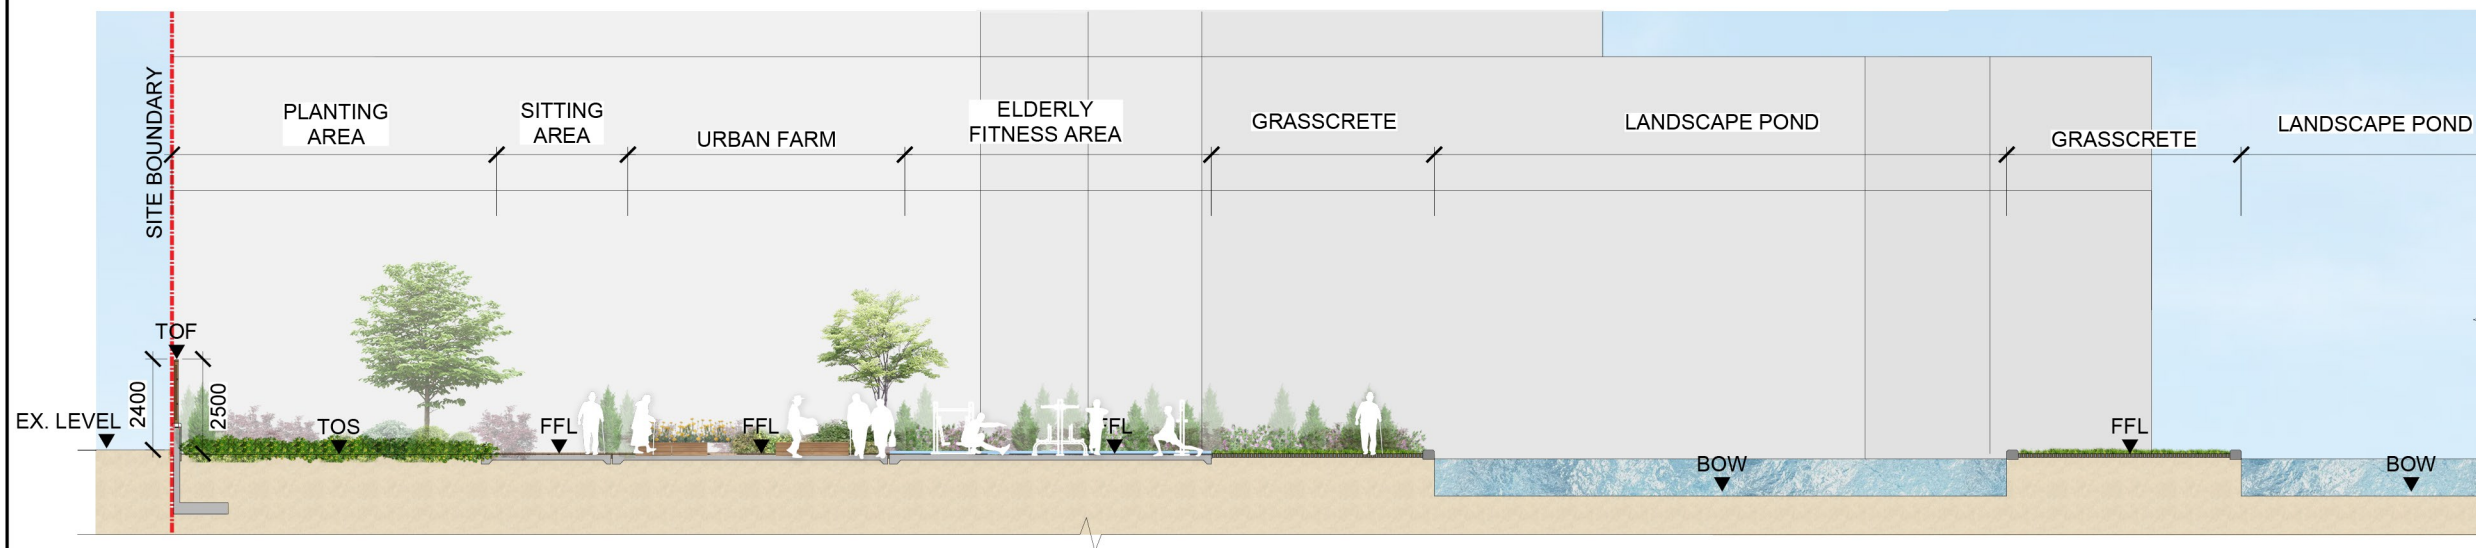 SITE BOUNDARY
PLANTING
AREA
SITTING
AREA
URBAN FARM
ELDERLY
FITNESS AREA
GRASSCRETE
LANDSCAPE POND
GRASSCRETE
LANDSCAPE POND
TOF
2400
2500
EX. LEVEL
TOS
FFL
FFL
FFL
FFL
BOW
BOW